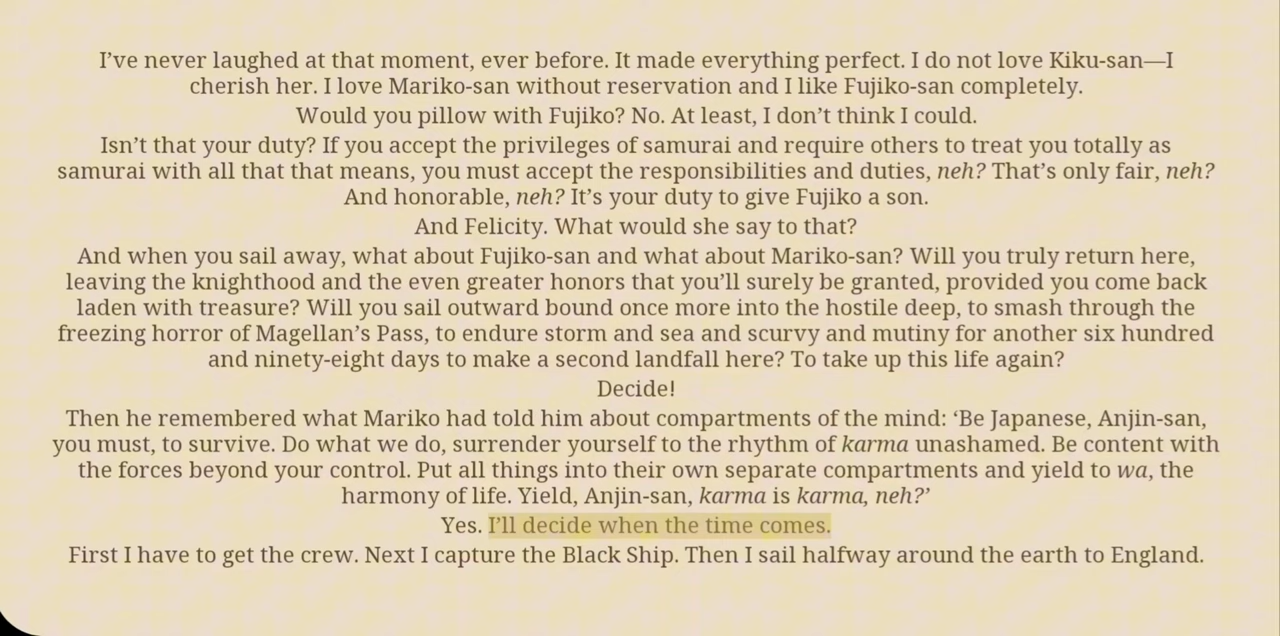 I’ve never laughed at that moment, ever before. It made everything perfect. I do not love Kiku-san—I
cherish her. I love Mariko-san without reservation and I like Fujiko-san completely.
Would you pillow with Fujiko? No. At least, I don’t think I could.
Isn’t that your duty? If you accept the privileges of samurai and require others to treat you totally as
samurai with all that that means, you must accept the responsibilities and duties, neh? That’s only fair, neh?
And honorable, neh? It’s your duty to give Fujiko a son.
And Felicity. What would she say to that?
And when you sail away, what about Fujiko-san and what about Mariko-san? Will you truly return here,
leaving the knighthood and the even greater honors that you’ll surely be granted, provided you come back
laden with treasure? Will you sail outward bound once more into the hostile deep, to smash through the
freezing horror of Magellan’s Pass, to endure storm and sea and scurvy and mutiny for another six hundred
and ninety-eight days to make a second landfall here? To take up this life again?
Decide!
Then he remembered what Mariko had told him about compartments of the mind: ‘Be Japanese, Anjin-san,
you must, to survive. Do what we do, surrender yourself to the rhythm of karma unashamed. Be content with
the forces beyond your control. Put all things into their own separate compartments and yield to wa, the
harmony of life. Yield, Anjin-san, karma is karma, neh?’
Yes. I’ll decide when the time comes.
First I have to get the crew. Next I capture the Black Ship. Then I sail halfway around the earth to England.